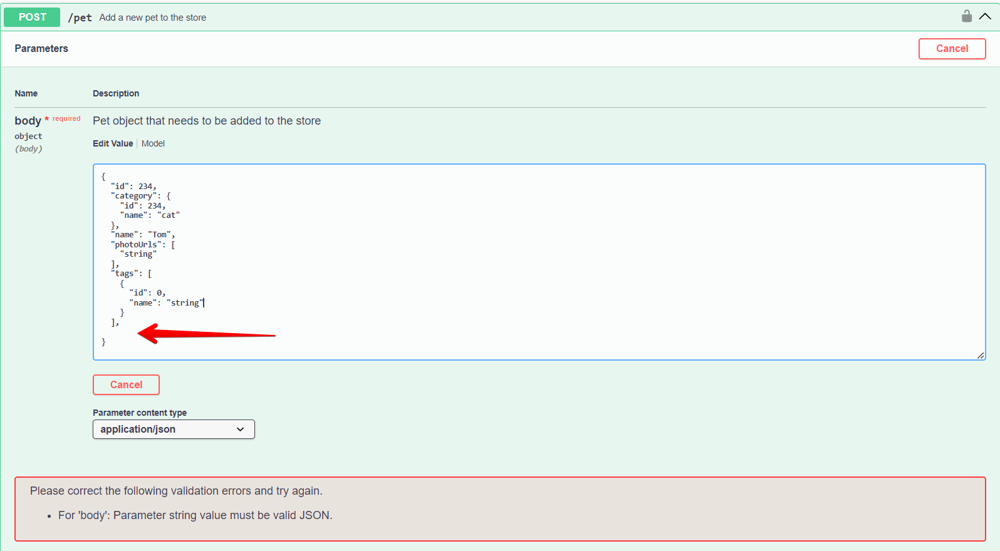 POST /pet Add a new pet to the store
Parameters
Cancel
Name Description
body * required
object
(body)
Pet object that needs to be added to the store
Edit Value Model
{
  "id": 234,
  "category": {
    "id": 234,
    "name": "cat"
  },
  "name": "Tom",
  "photoUrls": [
    "string"
  ],
  "tags": [
    {
      "id": 0,
      "name": "string"
    }
  ],
}
Cancel
Parameter content type
application/json
Please correct the following validation errors and try again.
• For 'body': Parameter string value must be valid JSON.